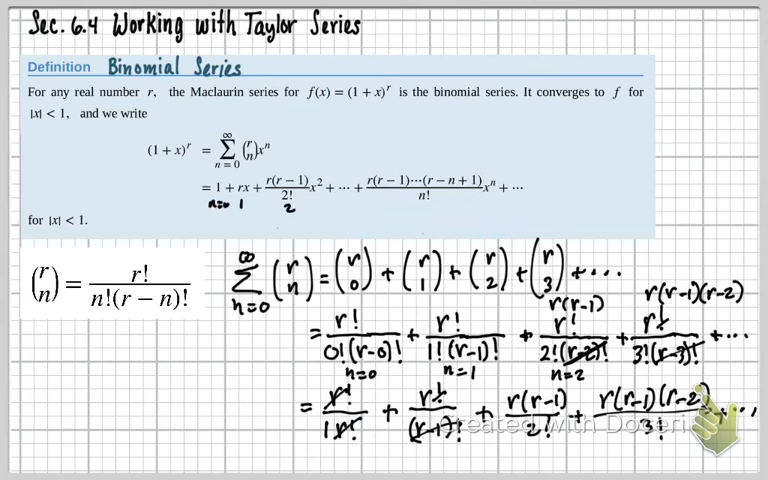 Sec. 6.4 Working with Taylor Series
Definition Binomial Series
For any real number r, the Maclaurin series for f(x) = (1 + x)^r is the binomial series. It converges to f for
|x| < 1, and we write
(1 + x)^r = ∑_{n = 0}^{∞} (r n) x^n
= 1 + rx + r(r − 1)/2! x^2 + ⋯ + r(r − 1)⋯(r − n + 1)/n! x^n + ⋯
n=0 1 2
for |x| < 1.
(r n) = r!/n!(r − n)!
∑_{n=0}^{∞} (r n) = (r 0) + (r 1) + (r 2) + (r 3) + ...
r(r-1) r(r-1)(r-2)
= r!/0!(r-0)! + r!/1!(r-1)! + r!/2!(r-2)! + r!/3!(r-3)! + ...
n=0 n=1 n=2
= r!/1r! + r!/(r-1)! + r(r-1)/2! + r(r-1)(r-2)/3! + ...
Created with Doceri